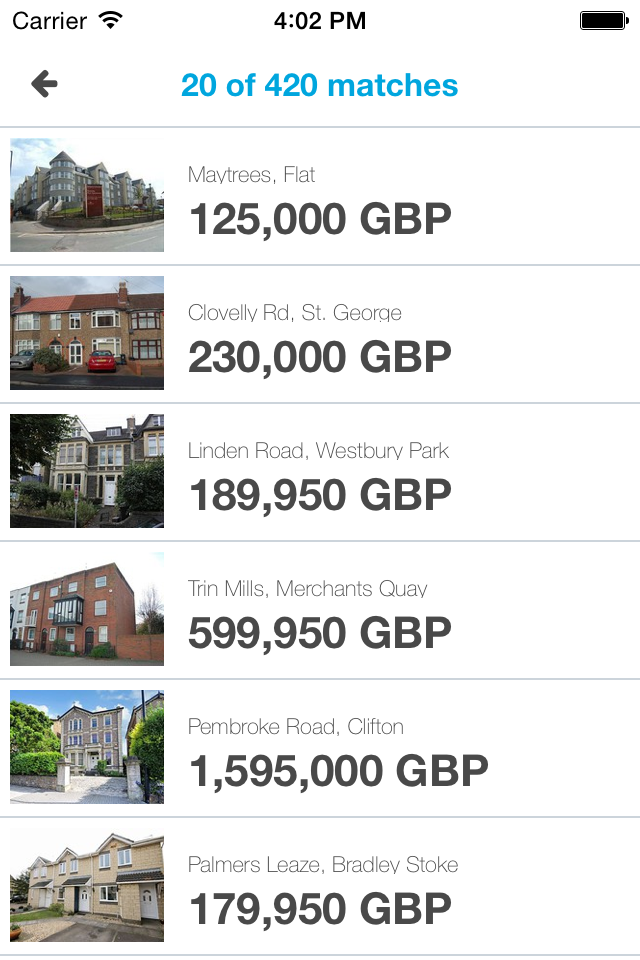 Carrier 4:02 PM
20 of 420 matches
Maytrees, Flat
125,000 GBP
Clovelly Rd, St. George
230,000 GBP
Linden Road, Westbury Park
189,950 GBP
Trin Mills, Merchants Quay
599,950 GBP
Pembroke Road, Clifton
1,595,000 GBP
Palmers Leaze, Bradley Stoke
179,950 GBP